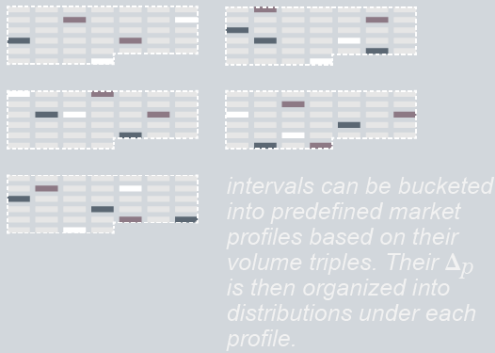 intervals can be bucketed
into predefined market
profiles based on their
volume triples. Their Δp
is then organized into
distributions under each
profile.